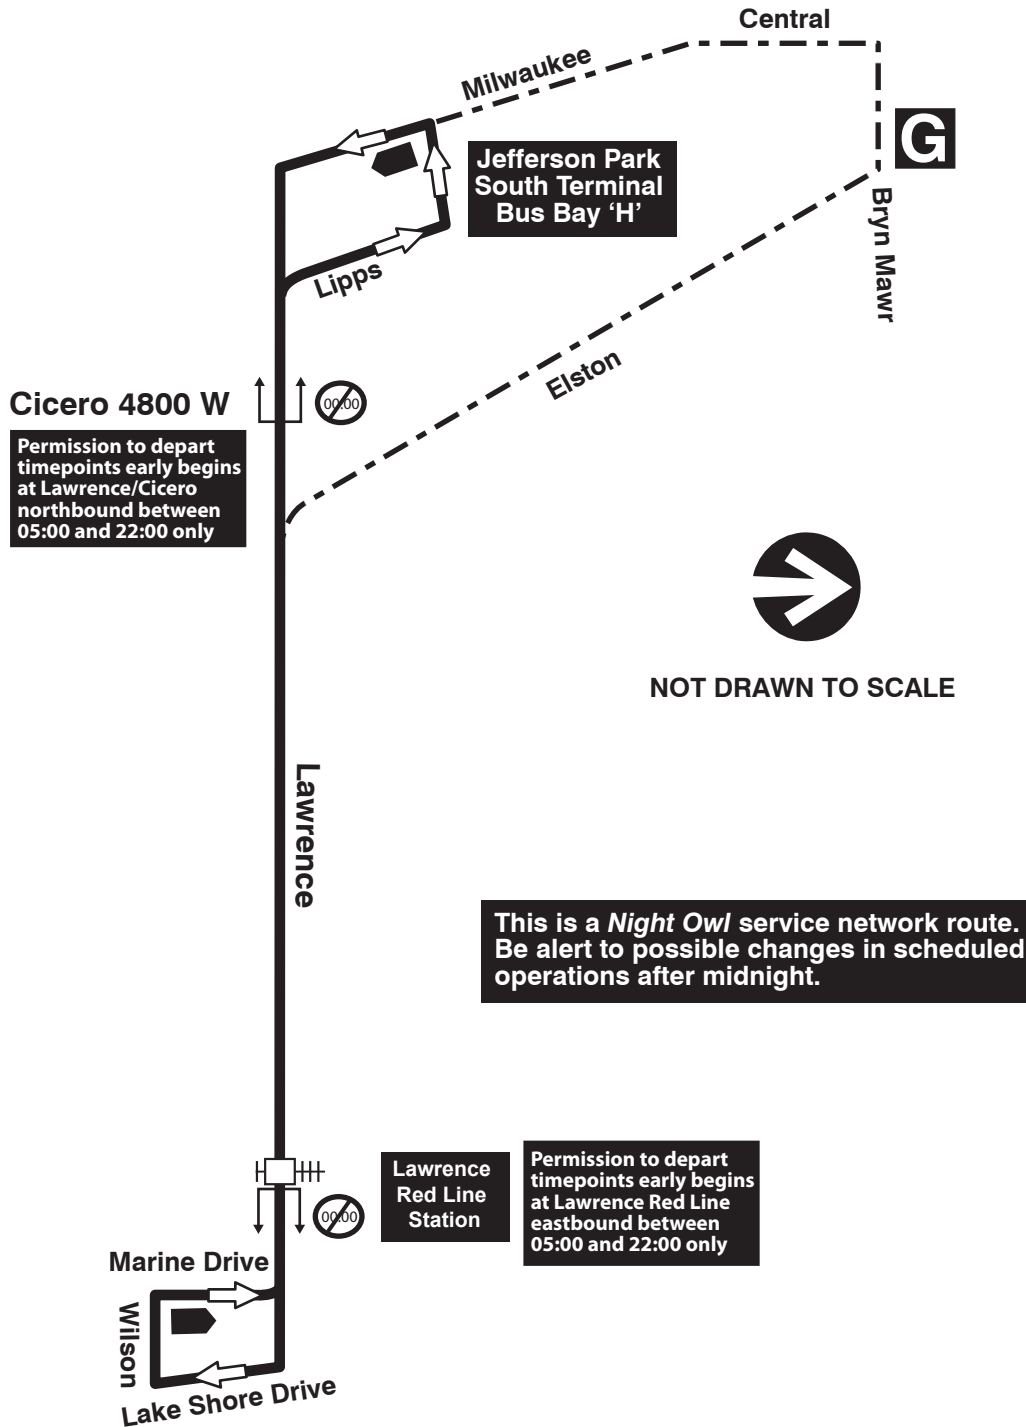 Central
Milwaukee
G
Jefferson Park
South Terminal
Bus Bay ‘H’
Bryn Mawr
Lipps
Elston
Cicero 4800 W
00:00
Permission to depart
timepoints early begins
at Lawrence/Cicero
northbound between
05:00 and 22:00 only
NOT DRAWN TO SCALE
Lawrence
This is a Night Owl service network route.
Be alert to possible changes in scheduled
operations after midnight.
Lawrence
Red Line
Station
Permission to depart
timepoints early begins
at Lawrence Red Line
eastbound between
05:00 and 22:00 only
00:00
Marine Drive
Wilson
Lake Shore Drive